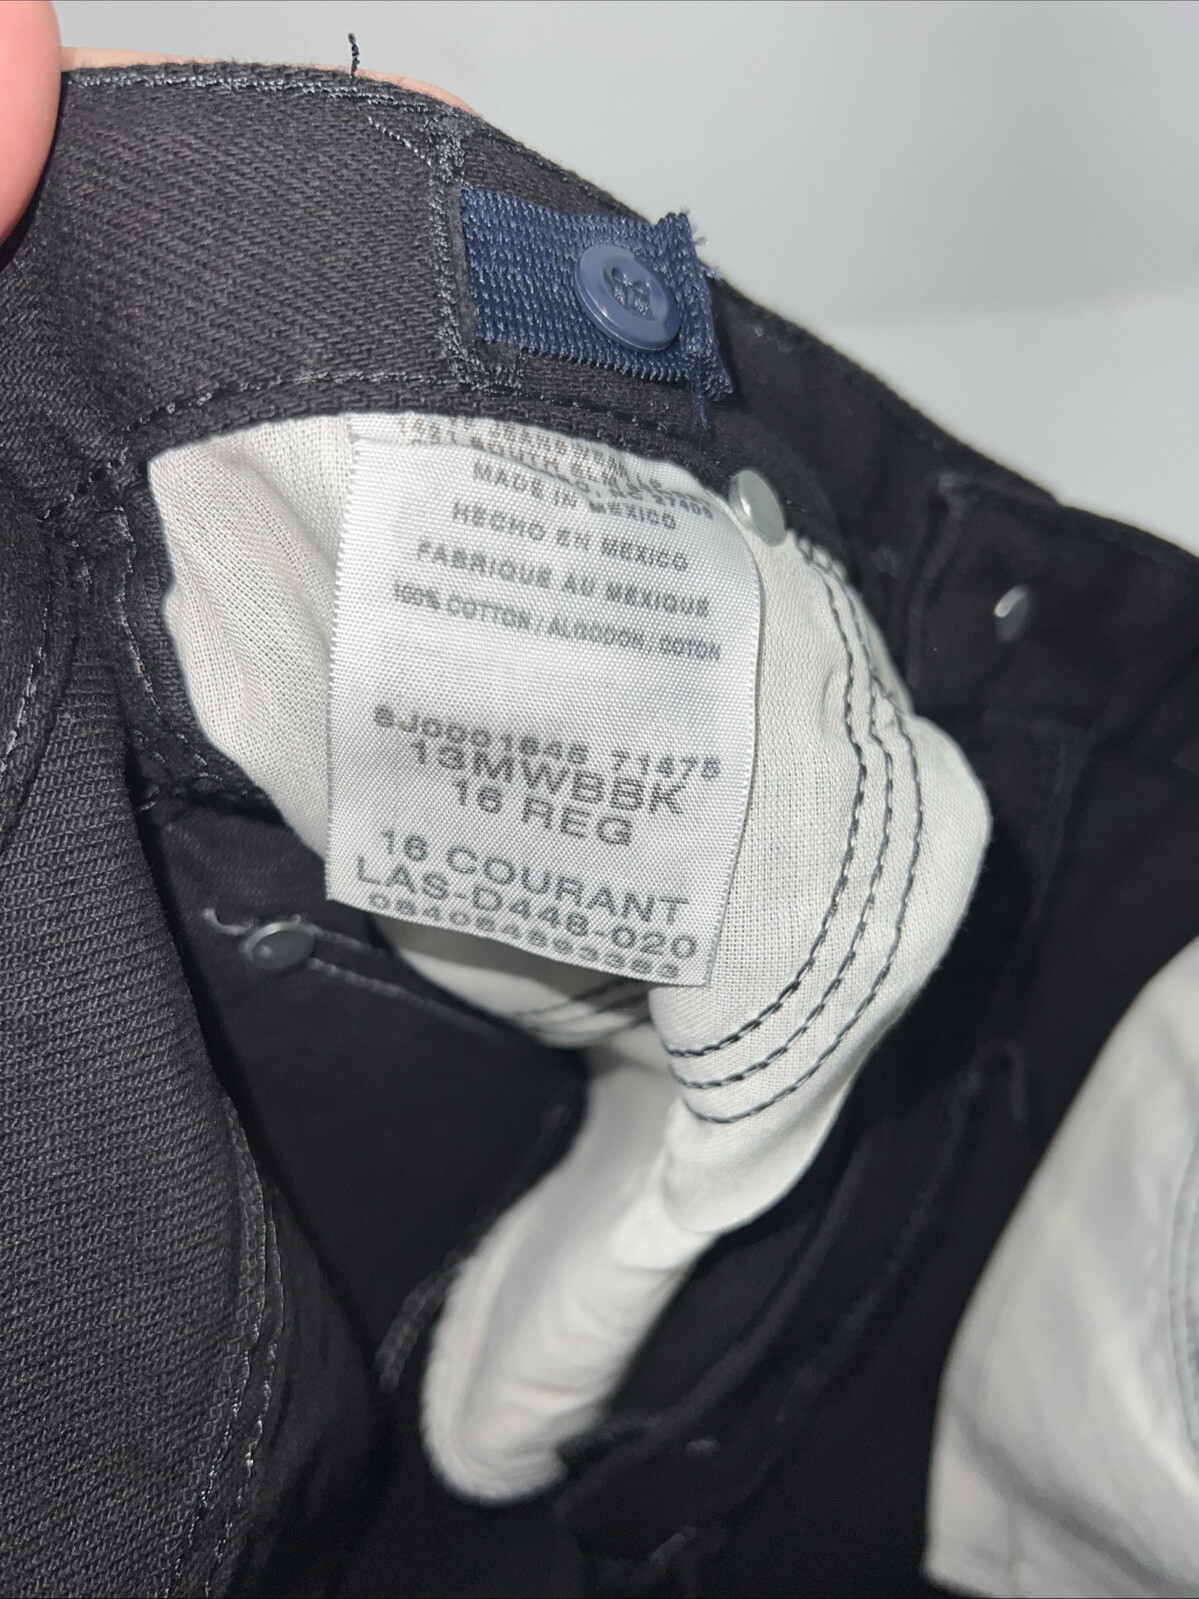 MADE IN MEXICO
HECHO EN MEXICO
FABRIQUE AU MEXIQUE
100% COTTON / ALGODON / COTON
71475
13MWBBK
16 REG
16 COURANT
LAS-D448-020